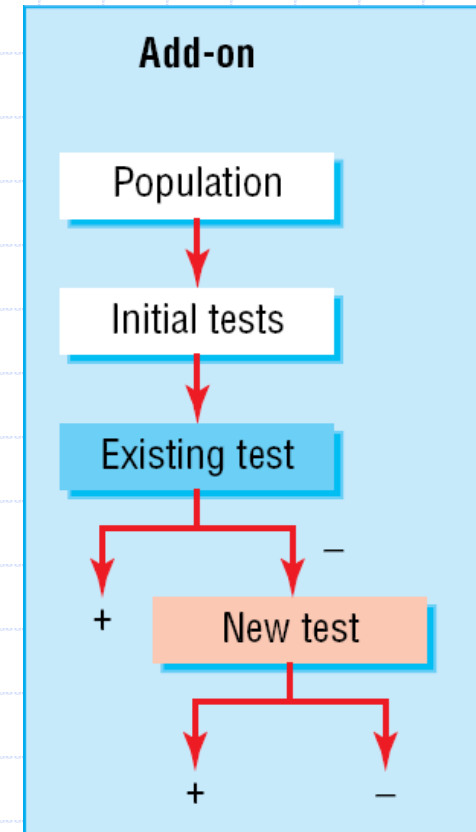 Add-on
Population
Initial tests
Existing test
–
+
New test
+ –